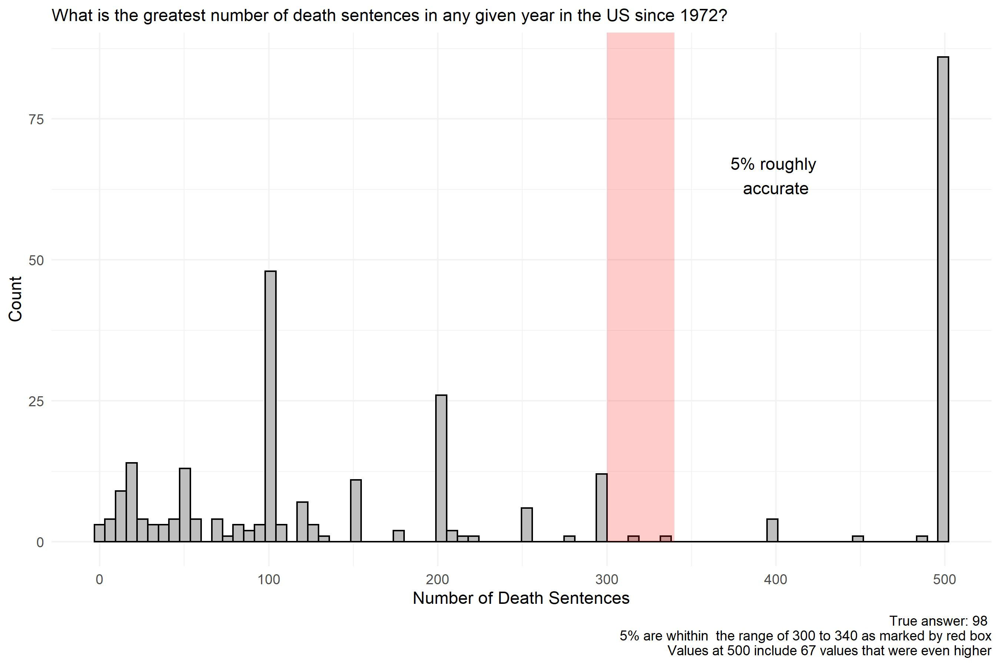 What is the greatest number of death sentences in any given year in the US since 1972?
5% roughly
accurate
75
50
25
0
Count
0 100 200 300 400 500
Number of Death Sentences
True answer: 98
5% are whithin  the range of 300 to 340 as marked by red box
Values at 500 include 67 values that were even higher